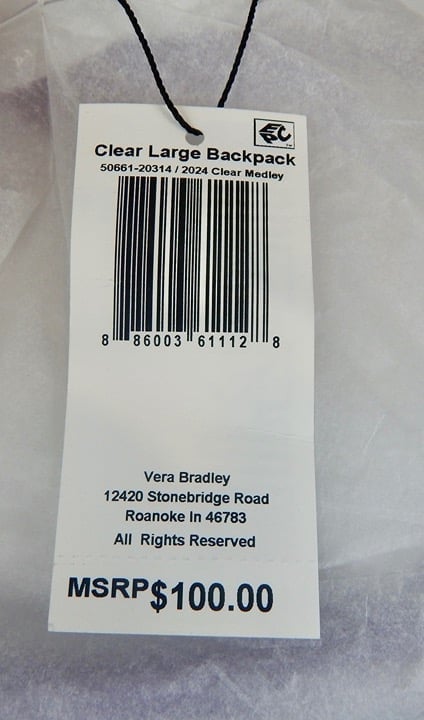 Clear Large Backpack
50661-20314 / 2024 Clear Medley
8 86003 61112 8
Vera Bradley
12420 Stonebridge Road
Roanoke In 46783
All Rights Reserved
MSRP $100.00